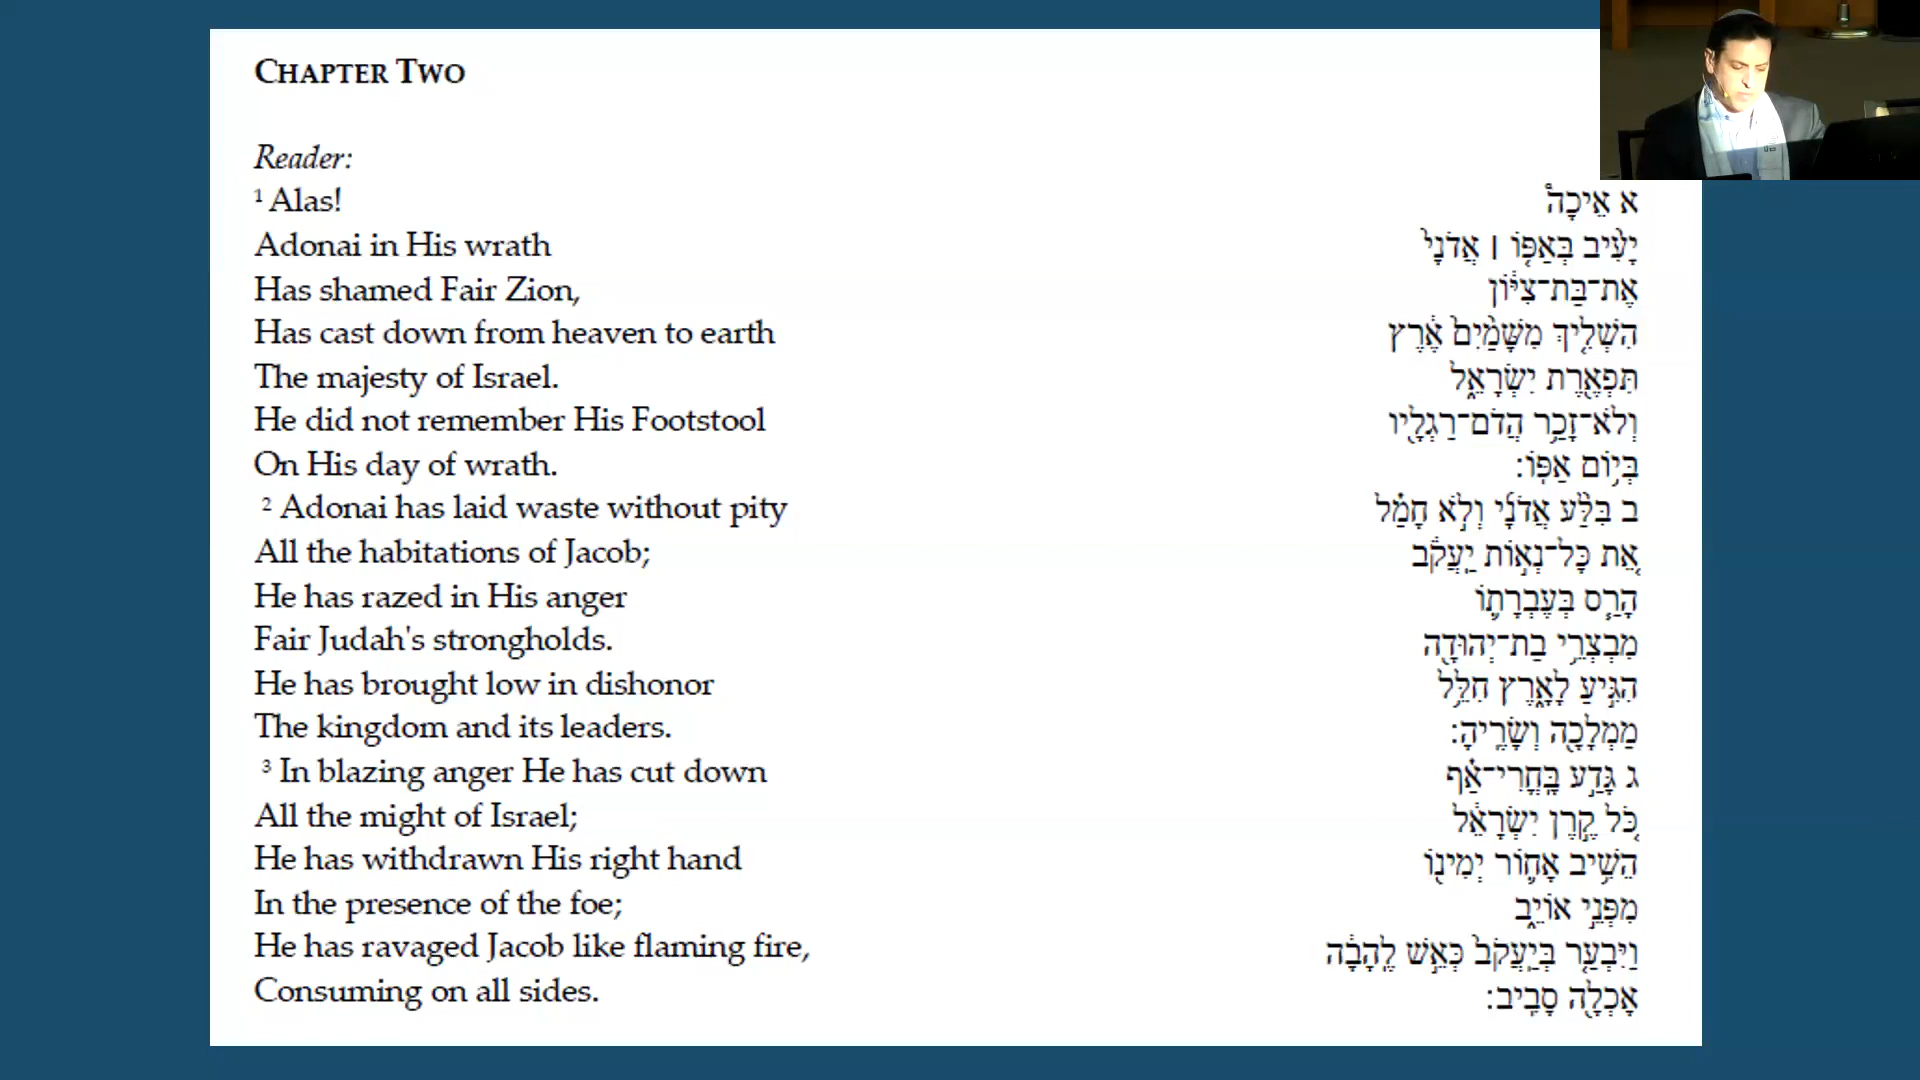 CHAPTER TWO
Reader:
1 Alas!
Adonai in His wrath
Has shamed Fair Zion,
Has cast down from heaven to earth
The majesty of Israel.
He did not remember His Footstool
On His day of wrath.
2 Adonai has laid waste without pity
All the habitations of Jacob;
He has razed in His anger
Fair Judah's strongholds.
He has brought low in dishonor
The kingdom and its leaders.
3 In blazing anger He has cut down
All the might of Israel;
He has withdrawn His right hand
In the presence of the foe;
He has ravaged Jacob like flaming fire,
Consuming on all sides.
א אֵיכָה֩
יָעִ֨יב בְּאַפּ֤וֹ ׀ אֲדֹנָי֙
אֶת־בַּת־צִיּ֔וֹן
הִשְׁלִ֤יךְ מִשָּׁמַ֙יִם֙ אֶ֔רֶץ
תִּפְאֶ֖רֶת יִשְׂרָאֵ֑ל
וְלֹא־זָכַ֥ר הֲדֹם־רַגְלָ֖יו
בְּי֥וֹם אַפּֽוֹ׃
ב בִּלַּ֨ע אֲדֹנָ֜י וְלֹ֣א חָמַ֗ל
אֵ֚ת כׇּל־נְא֣וֹת יַעֲקֹ֔ב
הָרַ֧ס בְּעֶבְרָת֛וֹ
מִבְצְרֵ֥י בַת־יְהוּדָ֖ה
הִגִּ֣יעַ לָאָ֑רֶץ חִלֵּ֥ל
מַמְלָכָ֖ה וְשָׂרֶֽיהָ׃
ג גָּדַ֣ע בׇּחֳרִי־אַ֗ף
כֹּ֚ל קֶ֣רֶן יִשְׂרָאֵ֔ל
הֵשִׁ֥יב אָח֛וֹר יְמִינ֖וֹ
מִפְּנֵ֣י אוֹיֵ֑ב
וַיִּבְעַ֤ר בְּיַעֲקֹב֙ כְּאֵ֣שׁ לֶֽהָבָ֔ה
אָכְלָ֖ה סָבִֽיב׃